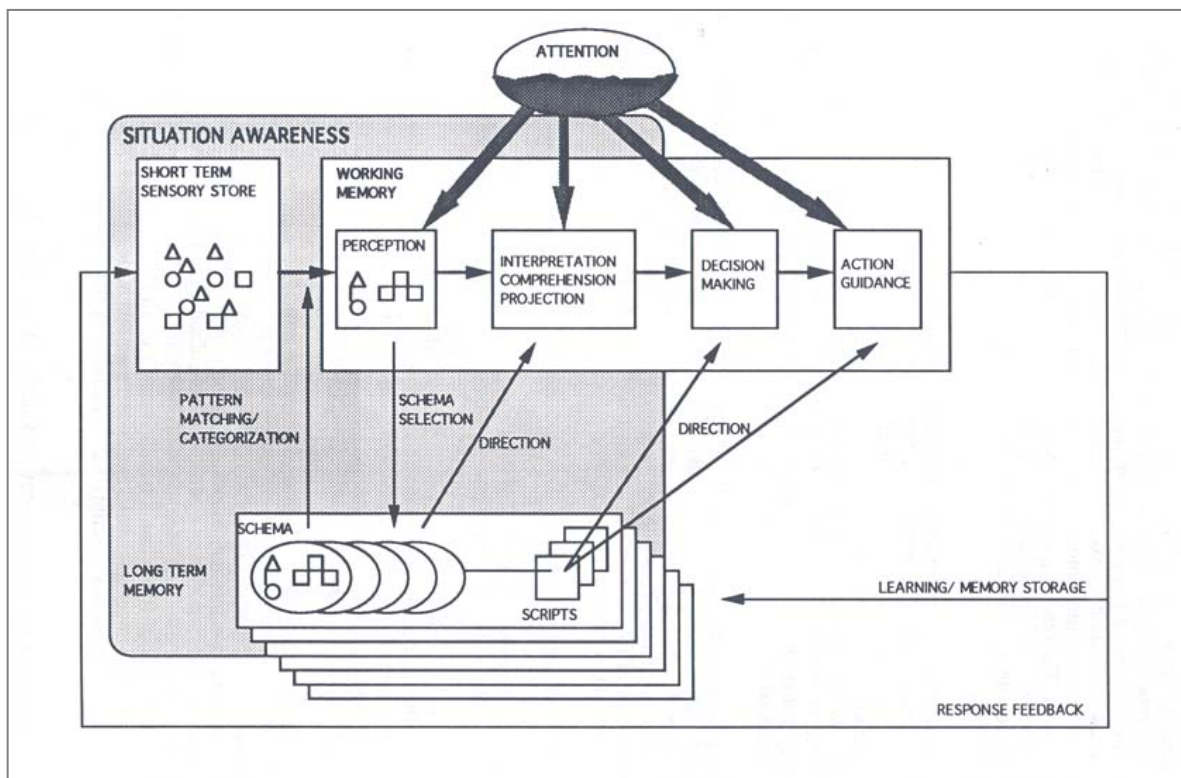 ATTENTION
SITUATION AWARENESS
SHORT TERM
SENSORY STORE
WORKING
MEMORY
PERCEPTION
INTERPRETATION
COMPREHENSION
PROJECTION
DECISION
MAKING
ACTION
GUIDANCE
PATTERN
MATCHING/
CATEGORIZATION
SCHEMA
SELECTION
DIRECTION
DIRECTION
SCHEMA
LONG TERM
MEMORY
SCRIPTS
LEARNING/ MEMORY STORAGE
RESPONSE FEEDBACK